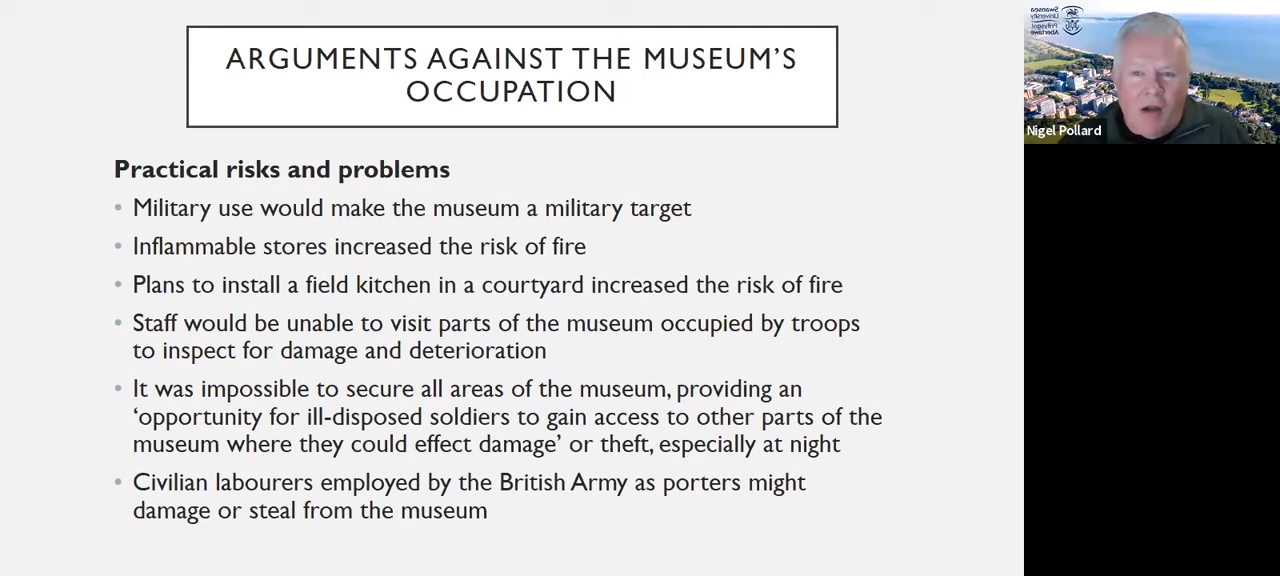 ARGUMENTS AGAINST THE MUSEUM'S
OCCUPATION
Practical risks and problems
• Military use would make the museum a military target
• Inflammable stores increased the risk of fire
• Plans to install a field kitchen in a courtyard increased the risk of fire
• Staff would be unable to visit parts of the museum occupied by troops
to inspect for damage and deterioration
• It was impossible to secure all areas of the museum, providing an
‘opportunity for ill-disposed soldiers to gain access to other parts of the
museum where they could effect damage’ or theft, especially at night
• Civilian labourers employed by the British Army as porters might
damage or steal from the museum
Swansea
University
Prifysgol
Abertawe
Nigel Pollard